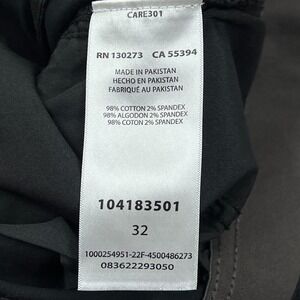 CARE301
RN 130273 CA 55394
MADE IN PAKISTAN
HECHO EN PAKISTAN
FABRIQUÉ AU PAKISTAN
98% COTTON 2% SPANDEX
98% ALGODON 2% SPANDEX
98% COTON 2% SPANDEX
104183501
32
1000254951-22F-4500486273
083622293050